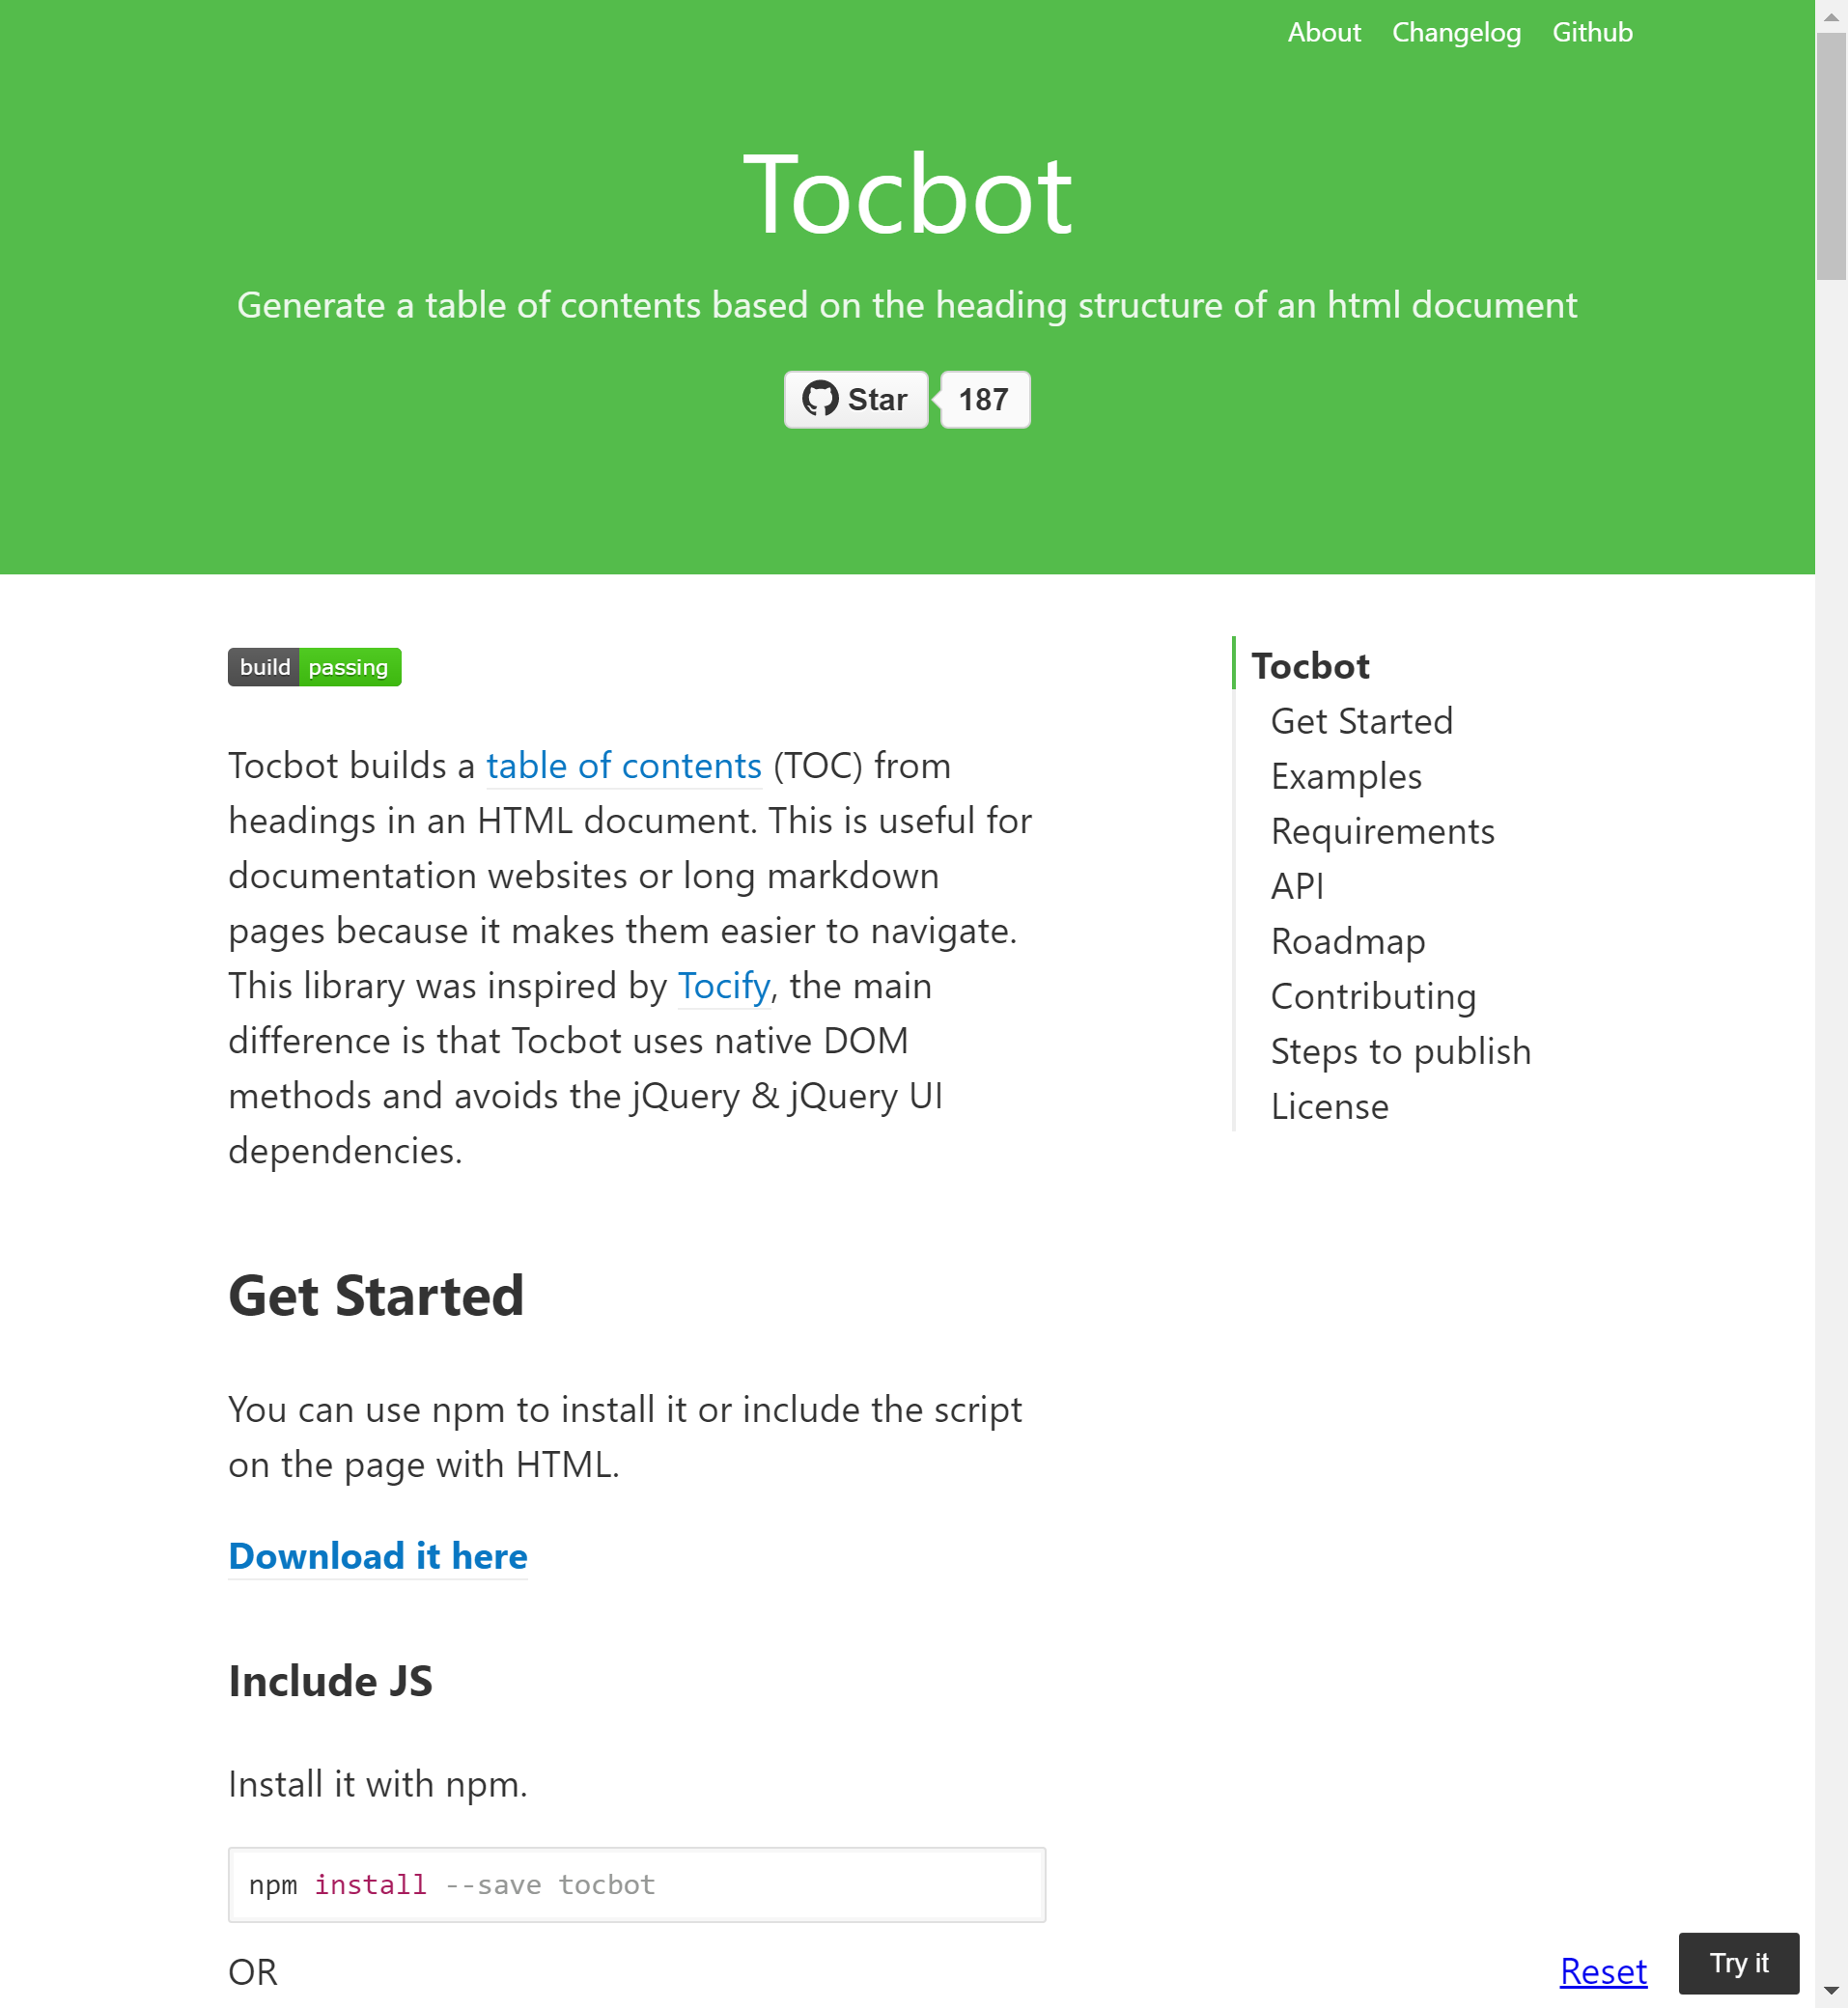 About Changelog Github
Tocbot
Generate a table of contents based on the heading structure of an html document
Star 187
build passing
Tocbot builds a table of contents (TOC) from
headings in an HTML document. This is useful for
documentation websites or long markdown
pages because it makes them easier to navigate.
This library was inspired by Tocify, the main
difference is that Tocbot uses native DOM
methods and avoids the jQuery & jQuery UI
dependencies.
Get Started
You can use npm to install it or include the script
on the page with HTML.
Download it here
Include JS
Install it with npm.
npm install --save tocbot
OR
Tocbot
Get Started
Examples
Requirements
API
Roadmap
Contributing
Steps to publish
License
Reset Try it